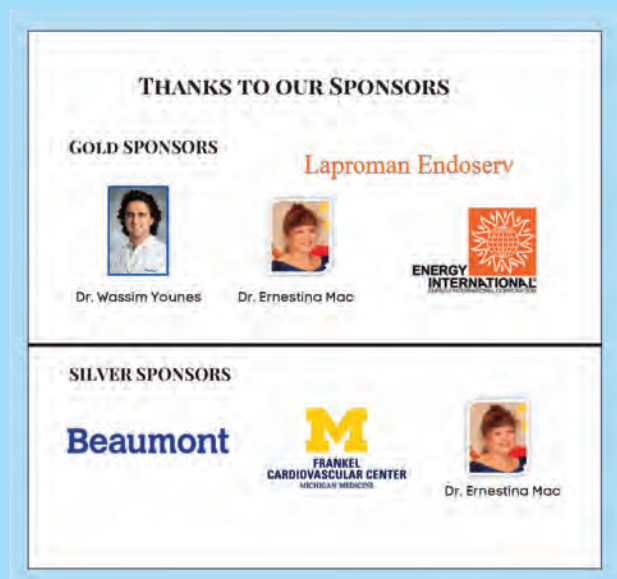 THANKS TO OUR SPONSORS
GOLD SPONSORS
Laproman Endoserv
Dr. Wassim Younes
Dr. Ernestina Mac
ENERGY
INTERNATIONAL
SILVER SPONSORS
Beaumont
M
FRANKEL
CARDIOVASCULAR CENTER
MICHIGAN MEDICINE
Dr. Ernestina Mac